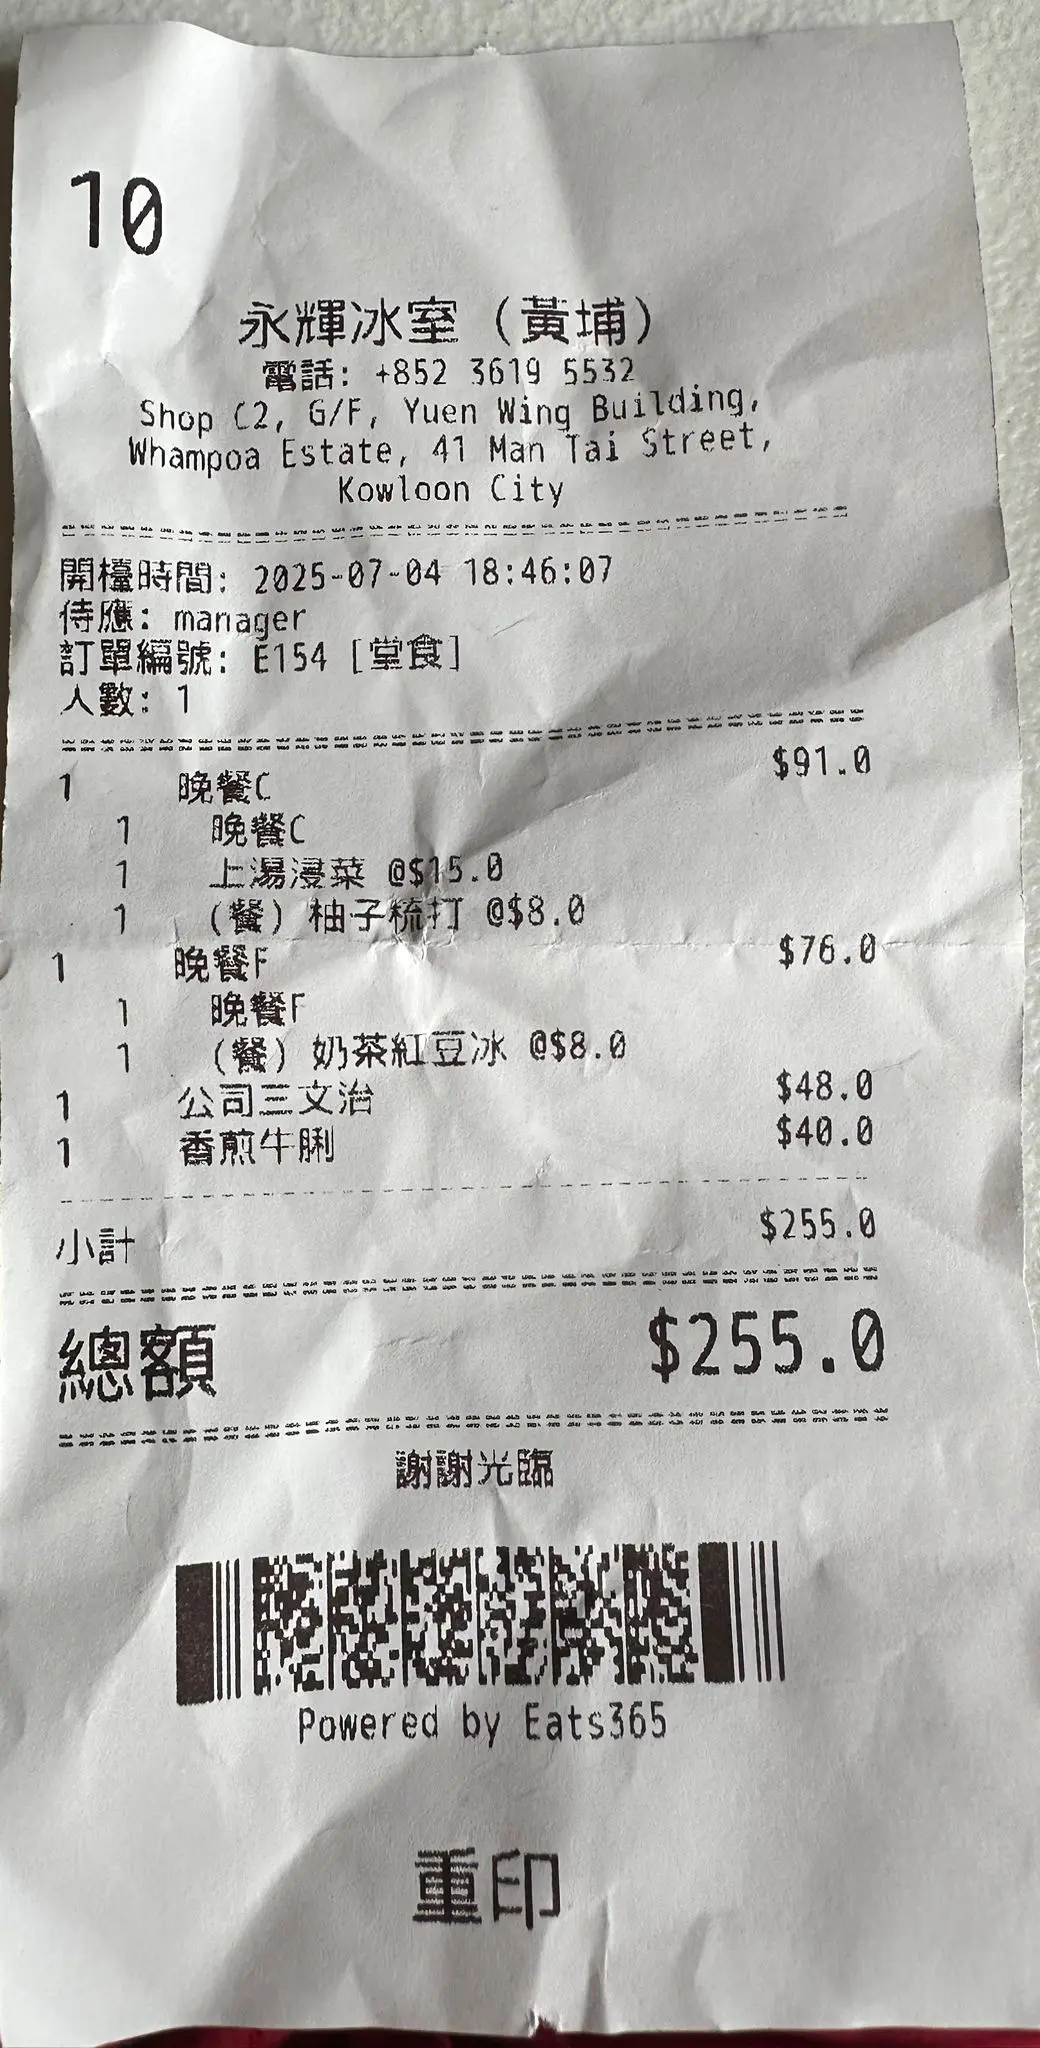 10
永輝冰室 (黃埔)
電話: +852 3619 5532
Shop C2, G/F, Yuen Wing Building,
Whampoa Estate, 41 Man Tai Street,
Kowloon City
開檯時間: 2025-07-04 18:46:07
侍應: manager
訂單編號: E154 [堂食]
人數: 1
1 晚餐C $91.0
1 晚餐C
1 上湯浸菜 @$15.0
1 (餐) 柚子梳打 @$8.0
1 晚餐F $76.0
1 晚餐F
1 (餐) 奶茶紅豆冰 @$8.0
1 公司三文治 $48.0
1 香煎牛脷 $40.0
小計 $255.0
總額 $255.0
謝謝光臨
Powered by Eats365
重印